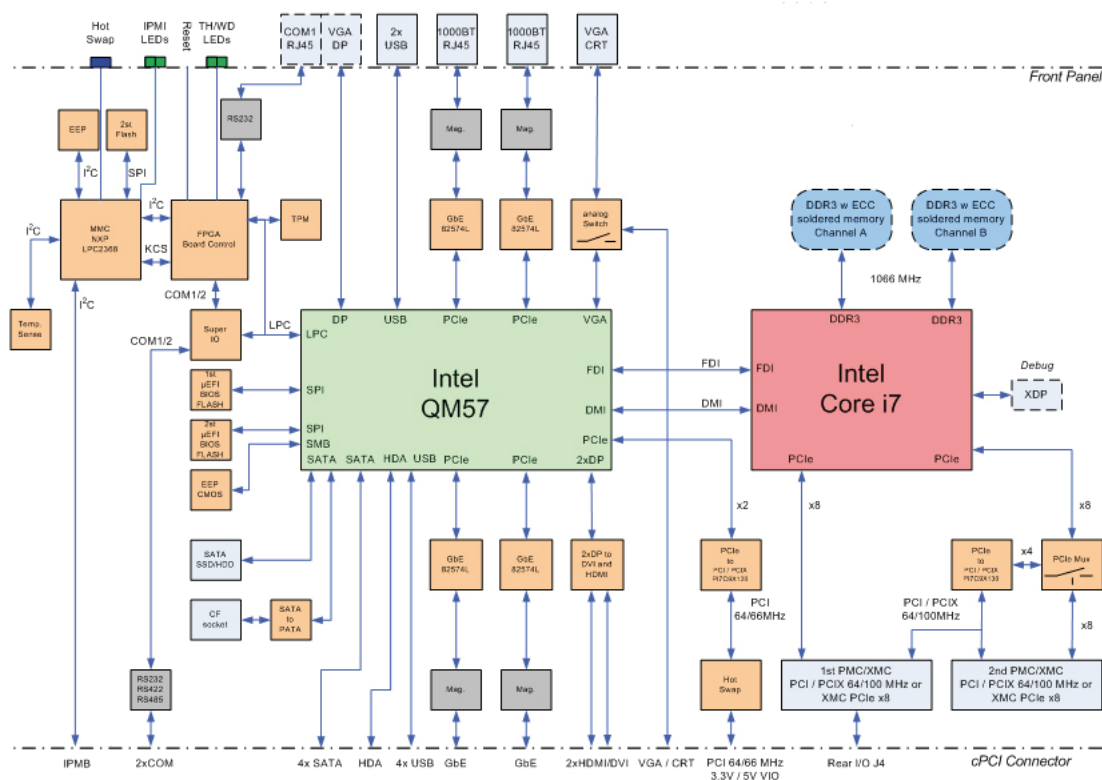 Hot
Swap
IPMI
LEDs
Reset
TH/WD
LEDs
COM1
RJ45
VGA
DP
2x
USB
1000BT
RJ45
1000BT
RJ45
VGA
CRT
Front Panel
EEP
2st
Flash
RS232
Mag.
Mag.
I²C
SPI
MMC
NXP
LPC2368
I²C
KCS
FPGA
Board Control
TPM
GbE
82574L
GbE
82574L
analog
Switch
DDR3 w ECC
soldered memory
Channel A
DDR3 w ECC
soldered memory
Channel B
I²C
I²C
COM1/2
1066 MHz
Temp.
Sense
COM1/2
Super
IO
LPC
LPC
DP
USB
PCIe
PCIe
VGA
DDR3
DDR3
1st
µEFI
BIOS
FLASH
SPI
Intel
QM57
FDI
FDI
FDI
Intel
Core i7
Debug
XDP
DMI
DMI
DMI
2st
µEFI
BIOS
FLASH
SPI
SMB
PCIe
SATA
SATA
HDA
USB
PCIe
PCIe
2xDP
PCIe
PCIe
EEP
CMOS
x2
x8
x8
SATA
SSD/HDD
GbE
82574L
GbE
82574L
2xDP to
DVI and
HDMI
PCIe
to
PCI / PCIX
PI7C9X130
PCIe
to
PCI / PCIX
PI7C9X130
x4
PCIe Mux
CF
socket
SATA
to
PATA
PCI
64/66MHz
PCI / PCIX
64/100MHz
x8
RS232
RS422
RS485
Mag.
Mag.
Hot
Swap
1st PMC/XMC
PCI / PCIX 64/100 MHz or
XMC PCIe x8
2nd PMC/XMC
PCI / PCIX 64/100 MHz or
XMC PCIe x8
IPMB
2xCOM
4x SATA
HDA
4x USB
GbE
GbE
2xHDMI/DVI
VGA / CRT
PCI 64/66 MHz
3.3V / 5V VIO
Rear I/O J4
cPCI Connector